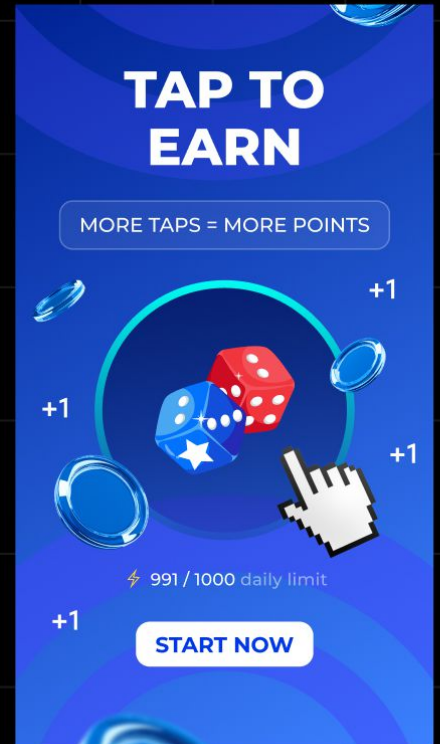 TAP TO
EARN
MORE TAPS = MORE POINTS
+1
+1
+1
991 / 1000 daily limit
+1
START NOW